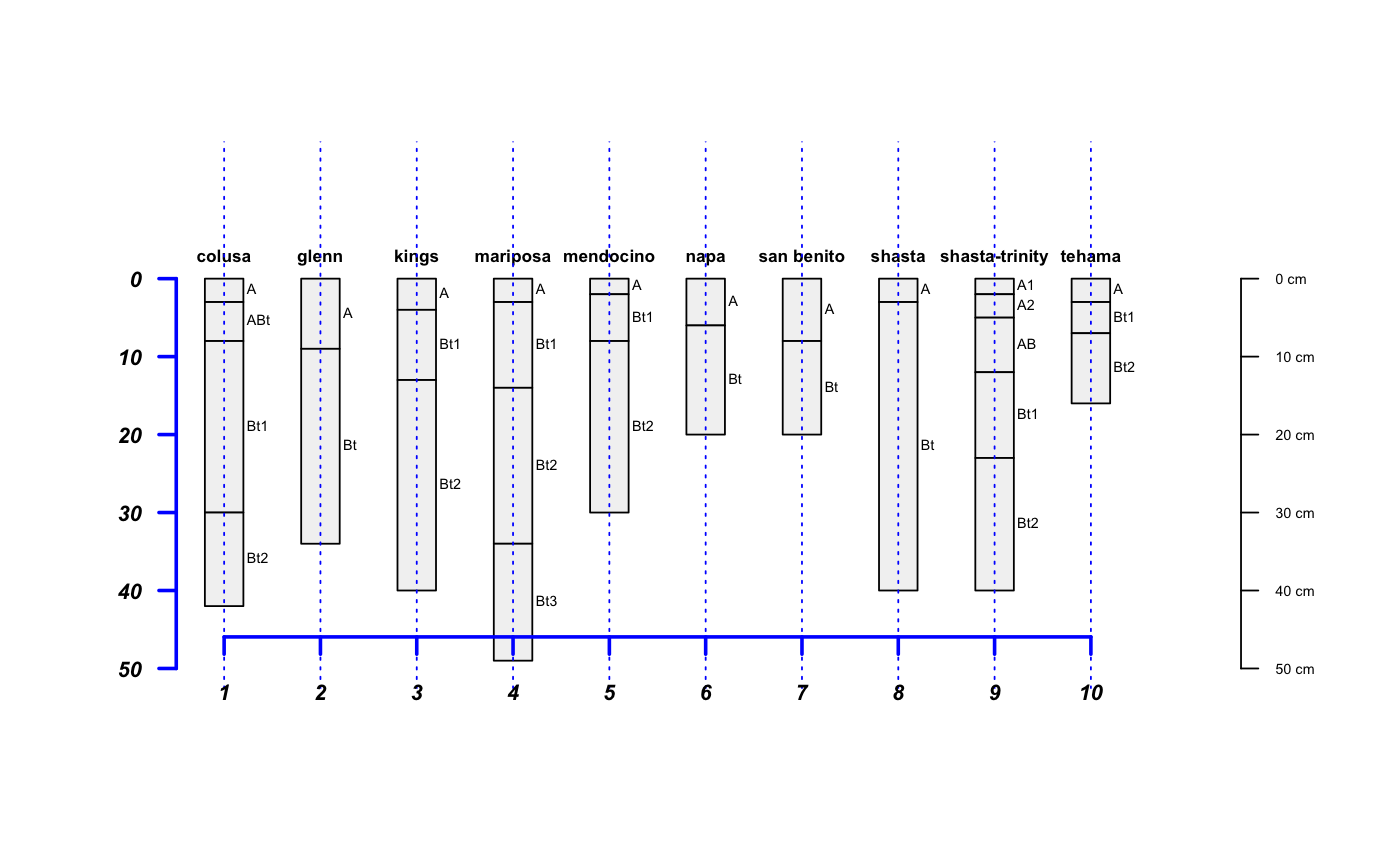 colusa glenn kings mariposa mendocino napa san benito shasta shasta-trinity tehama
0 0 cm
A A1 A A A A
A2
A A ABt A A Bt1 Bt1
Bt1 Bt1 AB
10 10 cm
Bt2
Bt Bt
Bt1
Bt1 Bt2
20 20 cm
Bt Bt
Bt2
Bt2
30 30 cm
Bt2
Bt2
40 40 cm
Bt3
50 50 cm
1 2 3 4 5 6 7 8 9 10